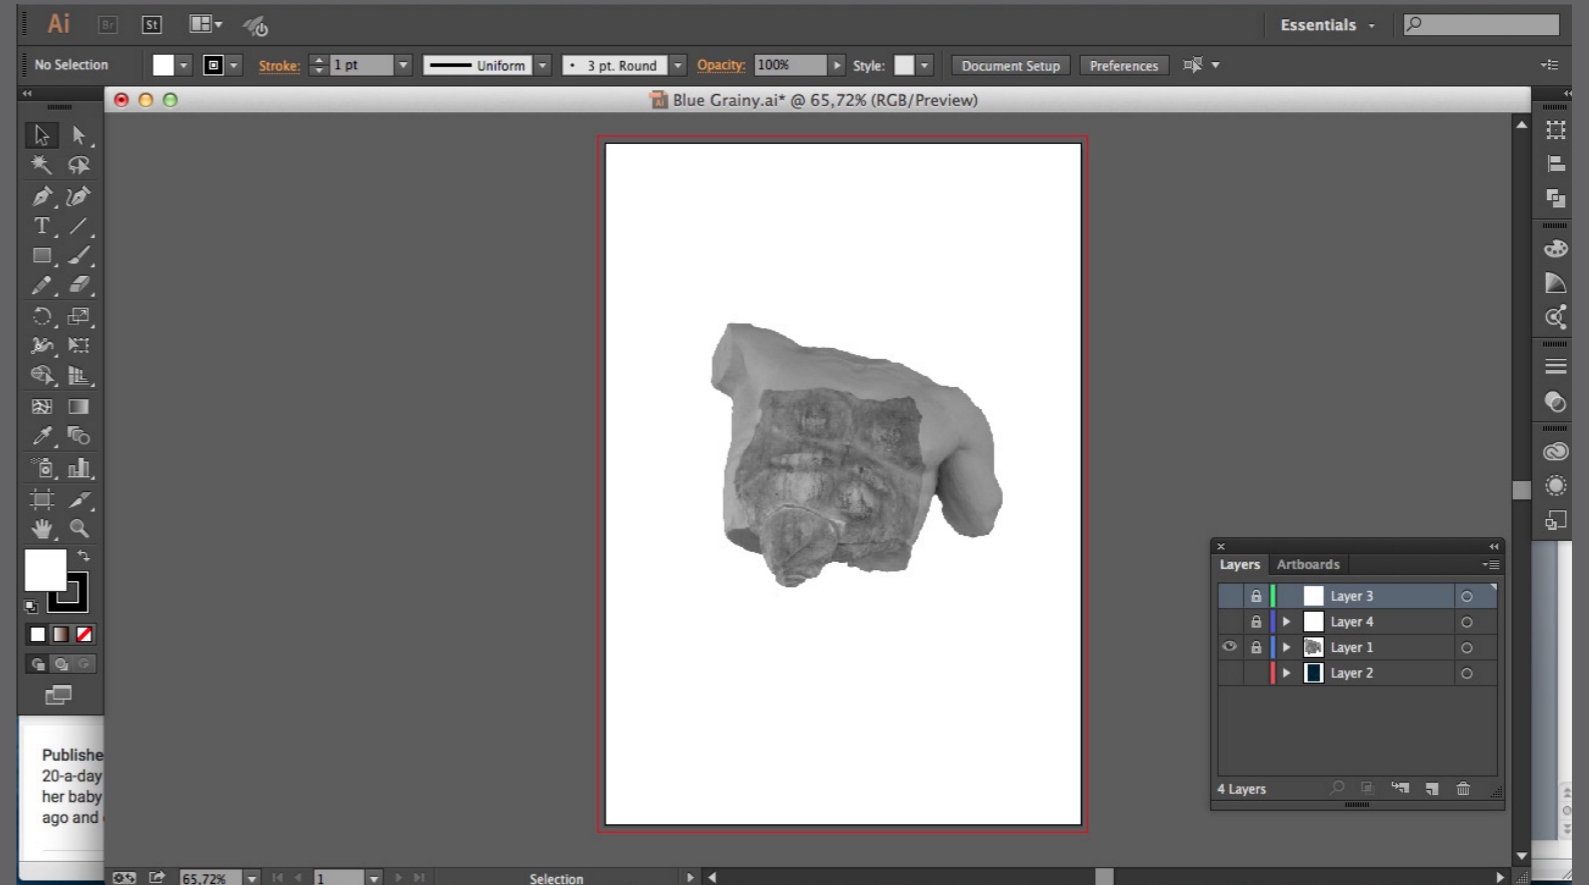 Ai Br St Essentials
No Selection Stroke: 1 pt Uniform 3 pt. Round Opacity: 100% Style: Document Setup Preferences
Blue Grainy.ai* @ 65,72% (RGB/Preview)
T
Layers Artboards
Layer 3
Layer 4
Layer 1
Layer 2
4 Layers
Publishe
20-a-day
her baby
ago and
65,72% 1 Selection